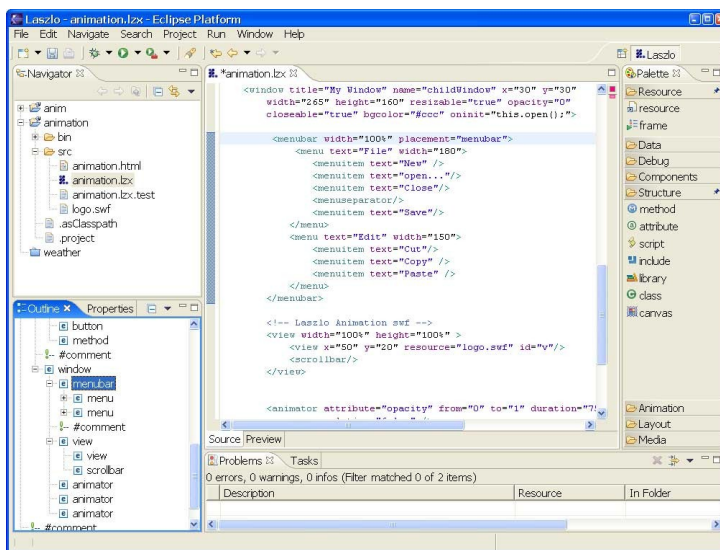 Laszlo - animation.lzx - Eclipse Platform
File Edit Navigate Search Project Run Window Help
Laszlo
Navigator
anim
animation
bin
src
animation.html
animation.lzx
animation.lzx.test
logo.swf
.asClasspath
.project
weather
Outline Properties
button
method
#comment
window
menubar
menu
menu
#comment
view
view
scrollbar
animator
animator
animator
#comment
*animation.lzx
<window title="My Window" name="childWindow" x="30" y="30"
width="265" height="160" resizable="true" opacity="0"
closeable="true" bgcolor="#ccc" oninit="this.open();">
<menubar width="100%" placement="menubar">
<menu text="File" width="180">
<menuitem text="New" />
<menuitem text="open..."/>
<menuitem text="Close"/>
<menuseparator/>
<menuitem text="Save"/>
</menu>
<menu text="Edit" width="150">
<menuitem text="Cut"/>
<menuitem text="Copy" />
<menuitem text="Paste" />
</menu>
</menubar>
<!-- Laszlo Animation swf -->
<view width="100%" height="100%" >
<view x="50" y="20" resource="logo.swf" id="v"/>
<scrollbar/>
</view>
<animator attribute="opacity" from="0" to="1" duration="75
Source Preview
Palette
Resource
resource
frame
Data
Debug
Components
Structure
method
attribute
script
include
library
class
canvas
Animation
Layout
Media
Problems Tasks
0 errors, 0 warnings, 0 infos (Filter matched 0 of 2 items)
Description Resource In Folder